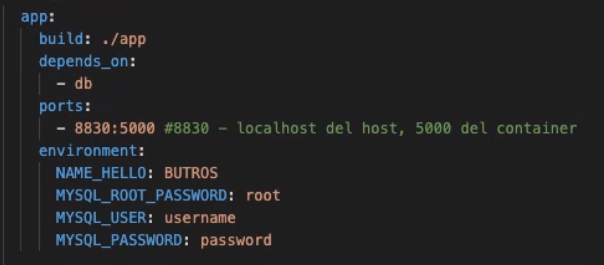 app:
build: ./app
depends_on:
- db
ports:
- 8830:5000 #8830 - localhost del host, 5000 del container
environment:
NAME_HELLO: BUTROS
MYSQL_ROOT_PASSWORD: root
MYSQL_USER: username
MYSQL_PASSWORD: password